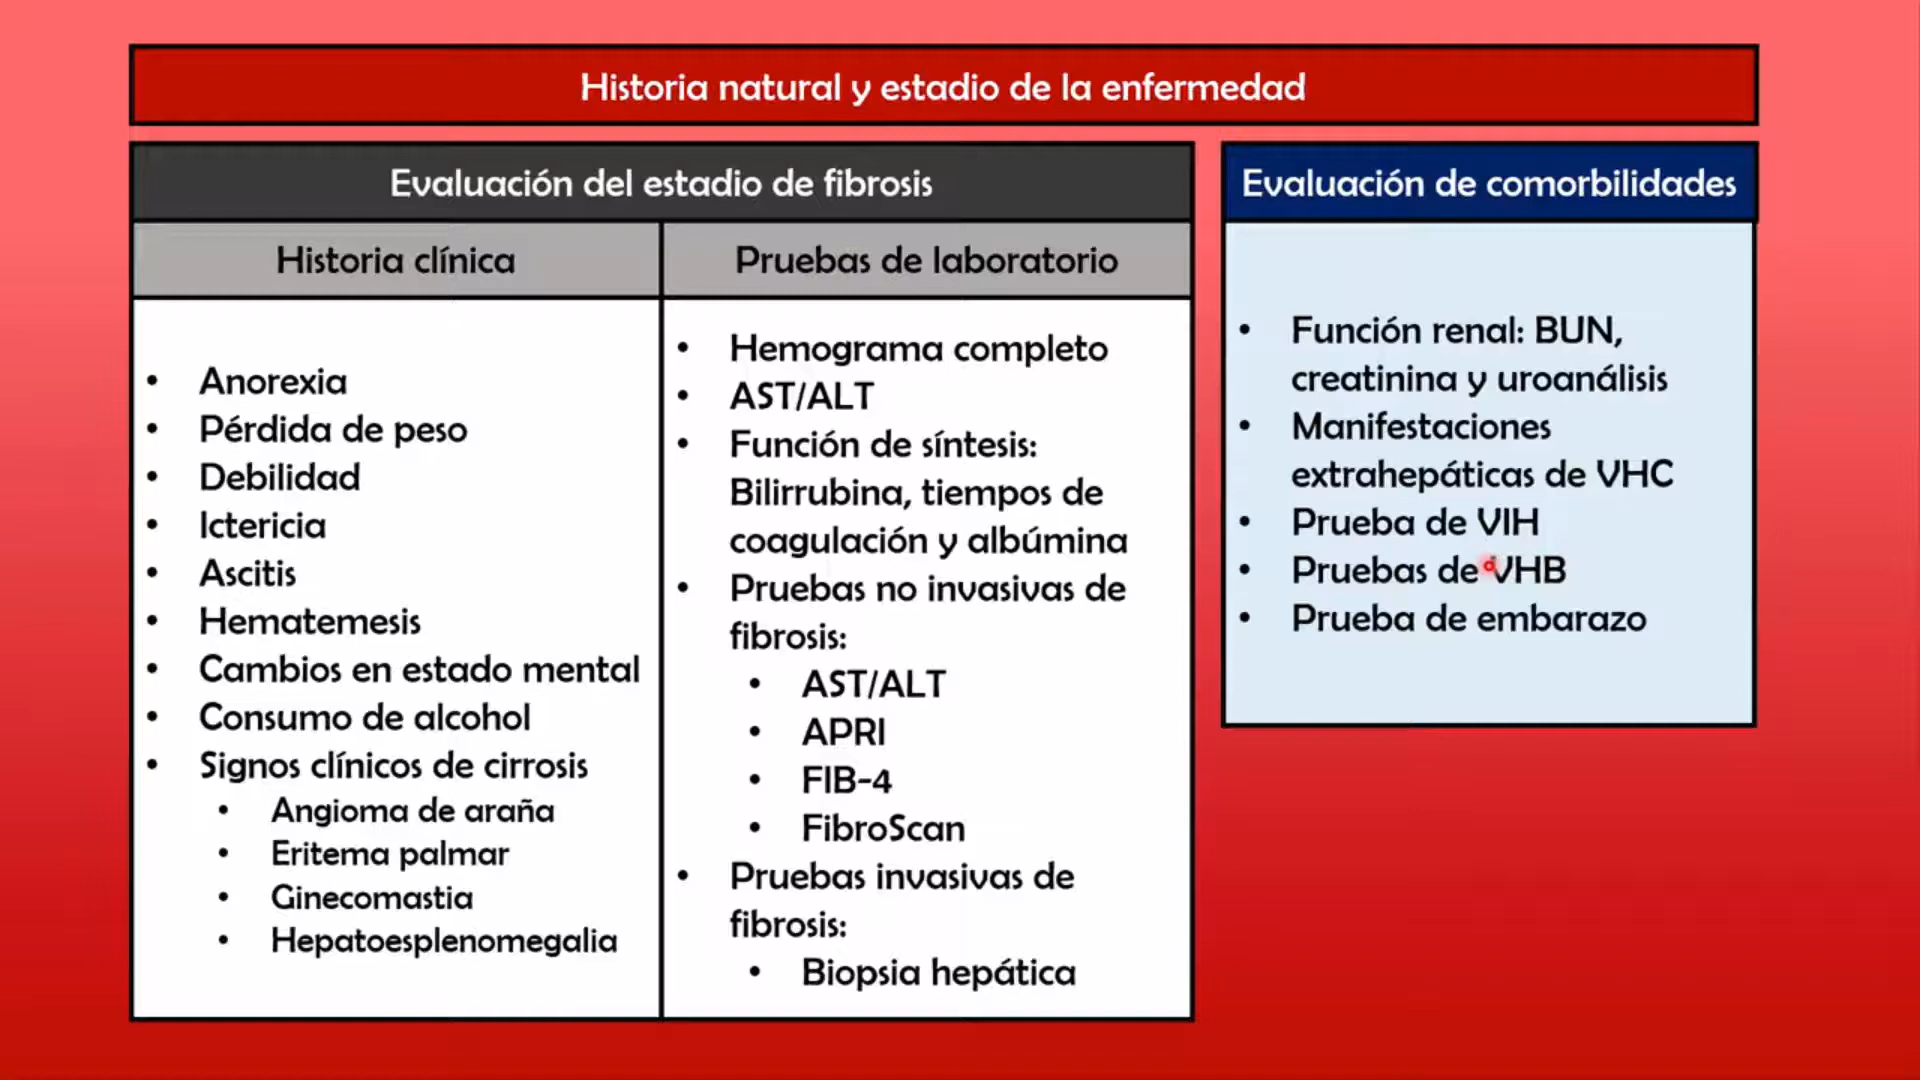 Historia natural y estadio de la enfermedad
Evaluación del estadio de fibrosis
Historia clínica
• Anorexia
• Pérdida de peso
• Debilidad
• Ictericia
• Ascitis
• Hematemesis
• Cambios en estado mental
• Consumo de alcohol
• Signos clínicos de cirrosis
• Angioma de araña
• Eritema palmar
• Ginecomastia
• Hepatoesplenomegalia
Pruebas de laboratorio
• Hemograma completo
• AST/ALT
• Función de síntesis:
Bilirrubina, tiempos de
coagulación y albúmina
• Pruebas no invasivas de
fibrosis:
• AST/ALT
• APRI
• FIB-4
• FibroScan
• Pruebas invasivas de
fibrosis:
• Biopsia hepática
Evaluación de comorbilidades
• Función renal: BUN,
creatinina y uroanálisis
• Manifestaciones
extrahepáticas de VHC
• Prueba de VIH
• Pruebas de VHB
• Prueba de embarazo